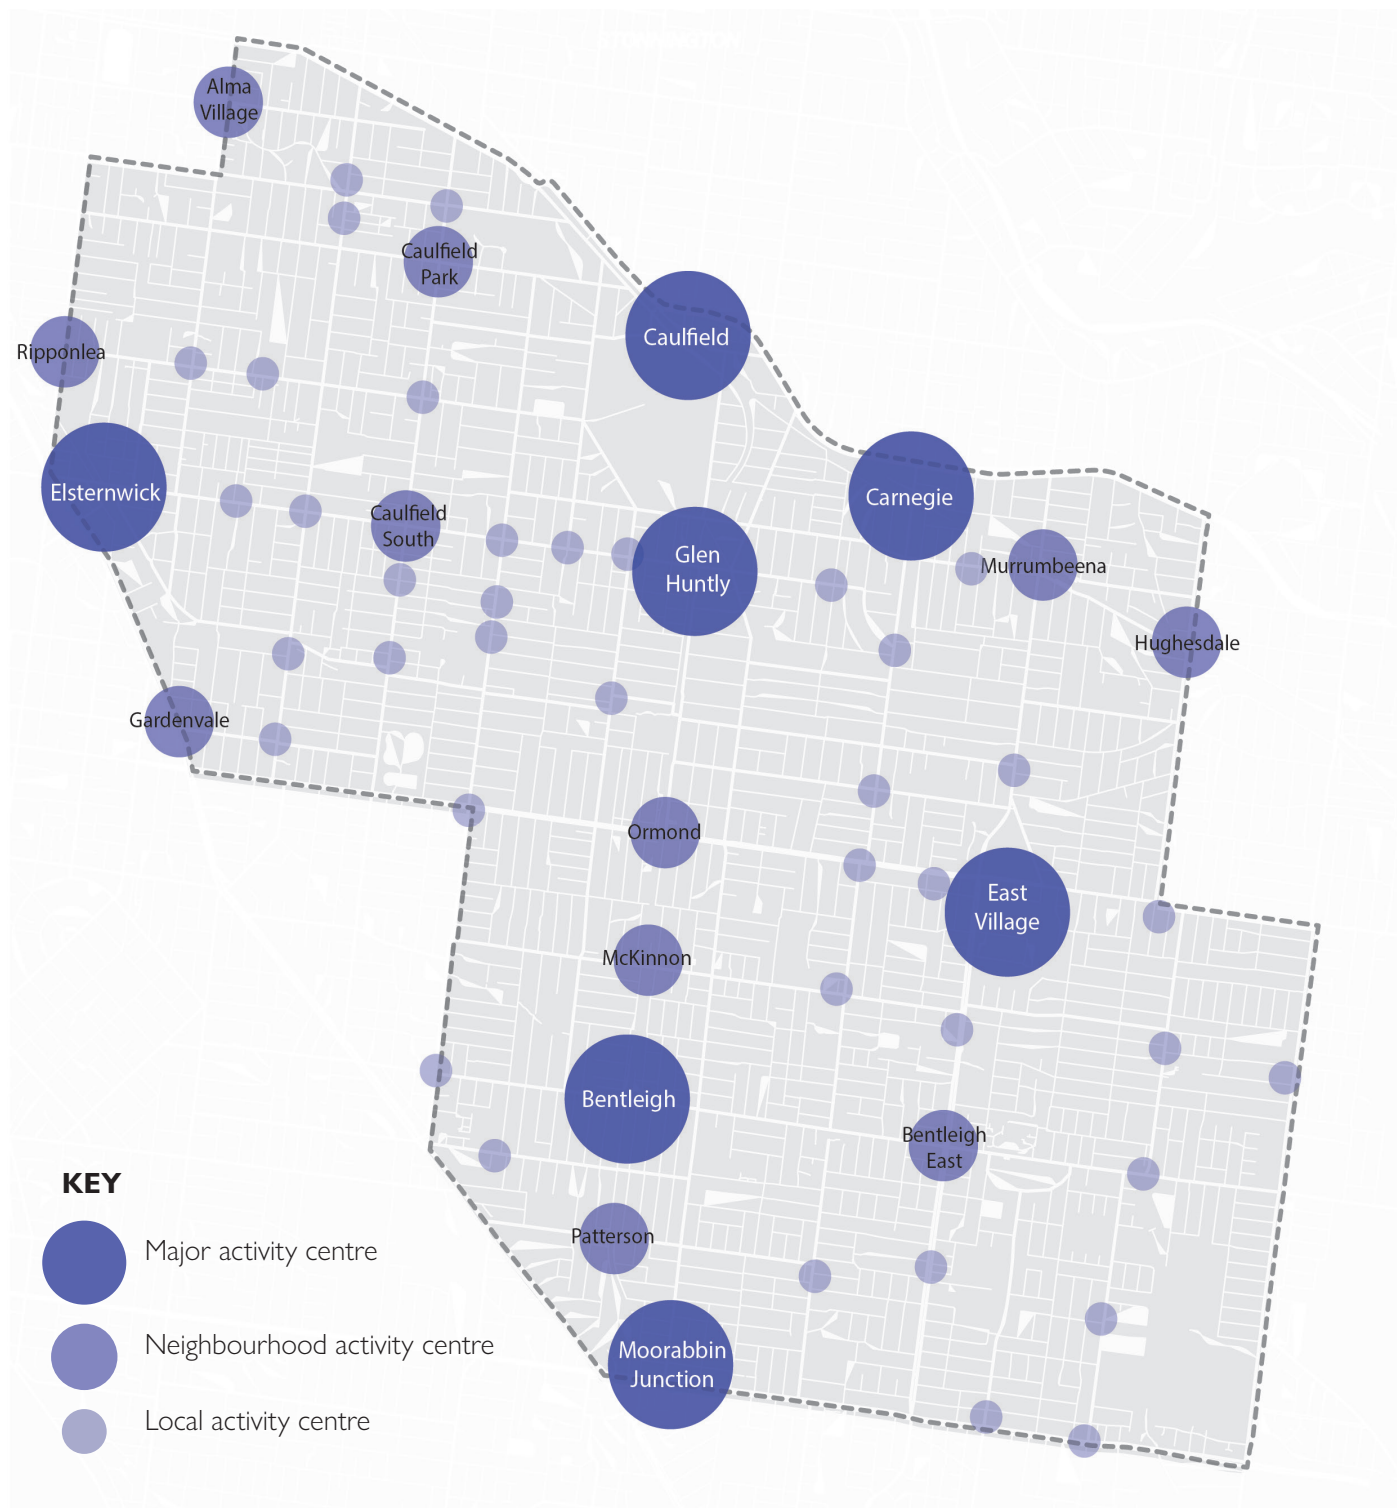 Alma
Village
Caulfield
Park
Caulfield
Ripponlea
Elsternwick
Carnegie
Caulfield
South
Glen
Huntly
Murrumbeena
Hughesdale
Gardenvale
Ormond
East
Village
McKinnon
Bentleigh
Bentleigh
East
Patterson
Moorabbin
Junction
KEY
Major activity centre
Neighbourhood activity centre
Local activity centre